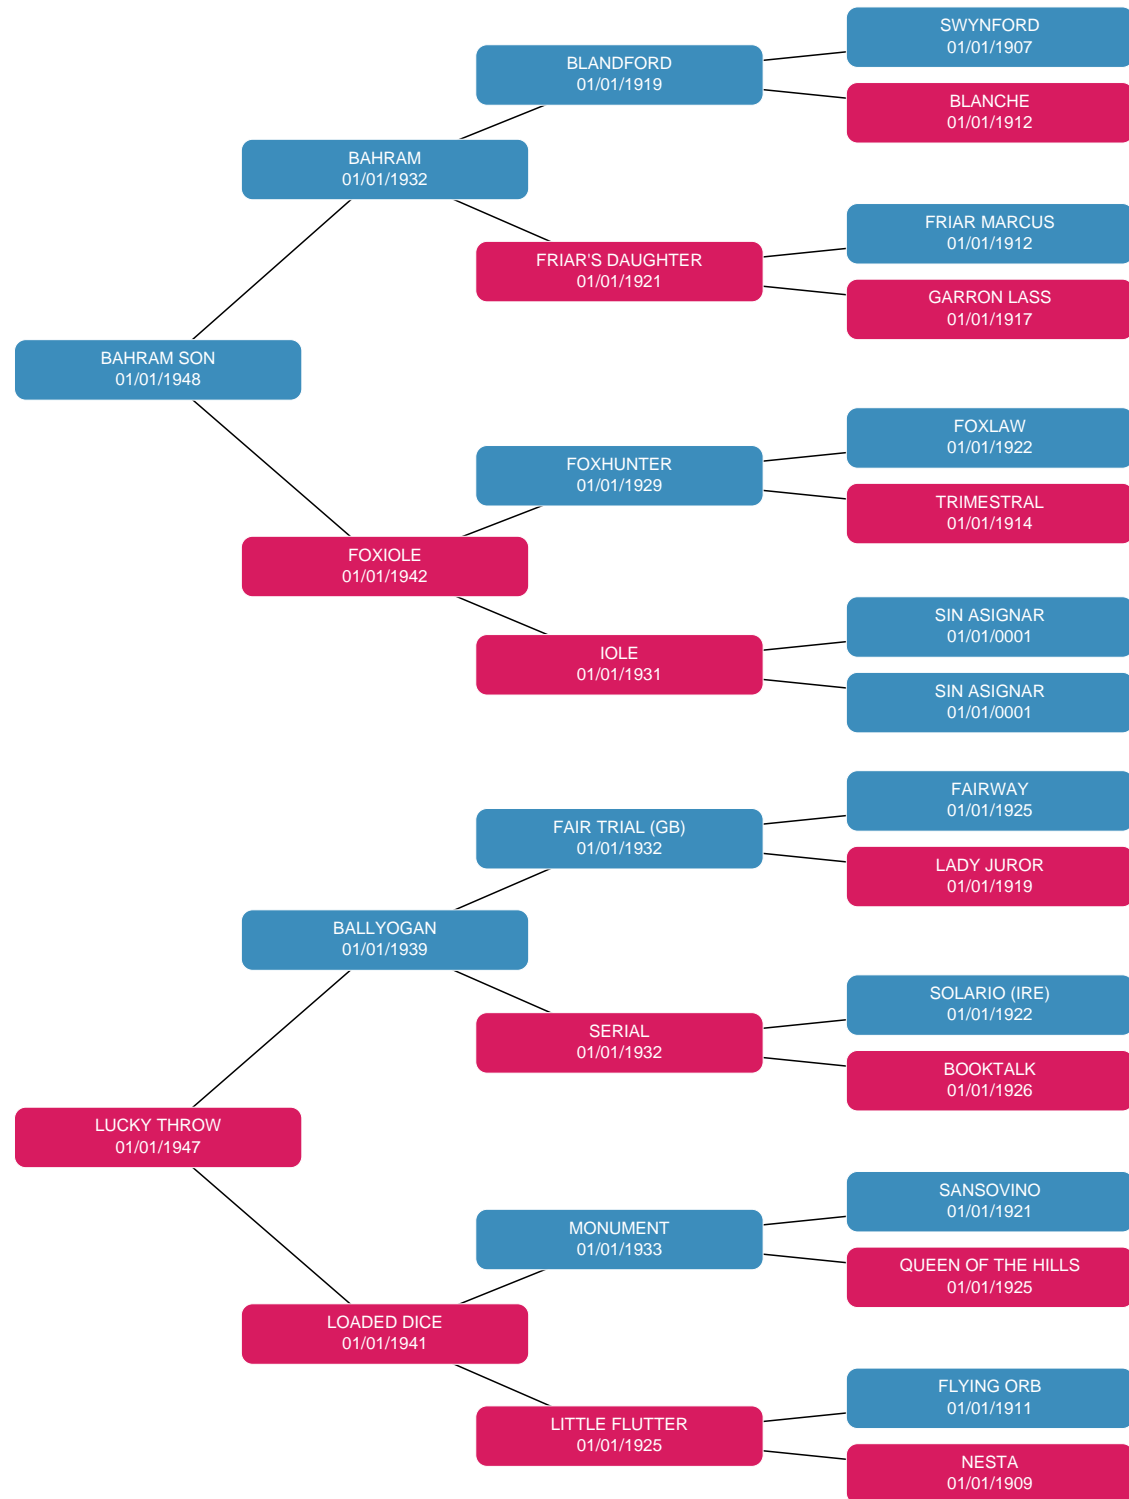 SWYNFORD
01/01/1907
BLANDFORD
01/01/1919
BLANCHE
01/01/1912
BAHRAM
01/01/1932
FRIAR MARCUS
01/01/1912
FRIAR'S DAUGHTER
01/01/1921
GARRON LASS
01/01/1917
BAHRAM SON
01/01/1948
FOXLAW
01/01/1922
FOXHUNTER
01/01/1929
TRIMESTRAL
01/01/1914
FOXIOLE
01/01/1942
SIN ASIGNAR
01/01/0001
IOLE
01/01/1931
SIN ASIGNAR
01/01/0001
FAIRWAY
01/01/1925
FAIR TRIAL (GB)
01/01/1932
LADY JUROR
01/01/1919
BALLYOGAN
01/01/1939
SOLARIO (IRE)
01/01/1922
SERIAL
01/01/1932
BOOKTALK
01/01/1926
LUCKY THROW
01/01/1947
SANSOVINO
01/01/1921
MONUMENT
01/01/1933
QUEEN OF THE HILLS
01/01/1925
LOADED DICE
01/01/1941
FLYING ORB
01/01/1911
LITTLE FLUTTER
01/01/1925
NESTA
01/01/1909